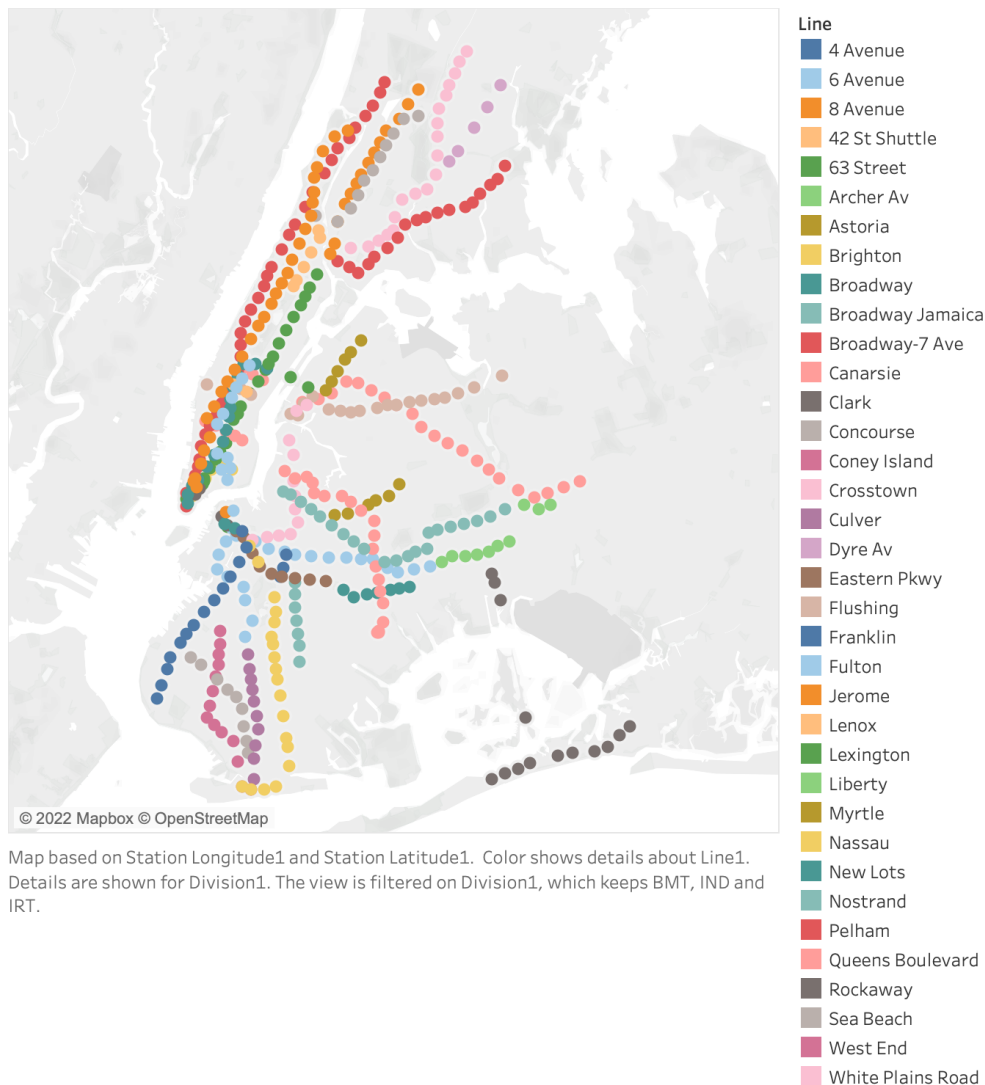 Line
4 Avenue
6 Avenue
8 Avenue
42 St Shuttle
63 Street
Archer Av
Astoria
Brighton
Broadway
Broadway Jamaica
Broadway-7 Ave
Canarsie
Clark
Concourse
Coney Island
Crosstown
Culver
Dyre Av
Eastern Pkwy
Flushing
Franklin
Fulton
Jerome
Lenox
Lexington
Liberty
Myrtle
Nassau
New Lots
Nostrand
Pelham
Queens Boulevard
Rockaway
Sea Beach
West End
White Plains Road
© 2022 Mapbox © OpenStreetMap
Map based on Station Longitude1 and Station Latitude1.  Color shows details about Line1.
Details are shown for Division1. The view is filtered on Division1, which keeps BMT, IND and
IRT.